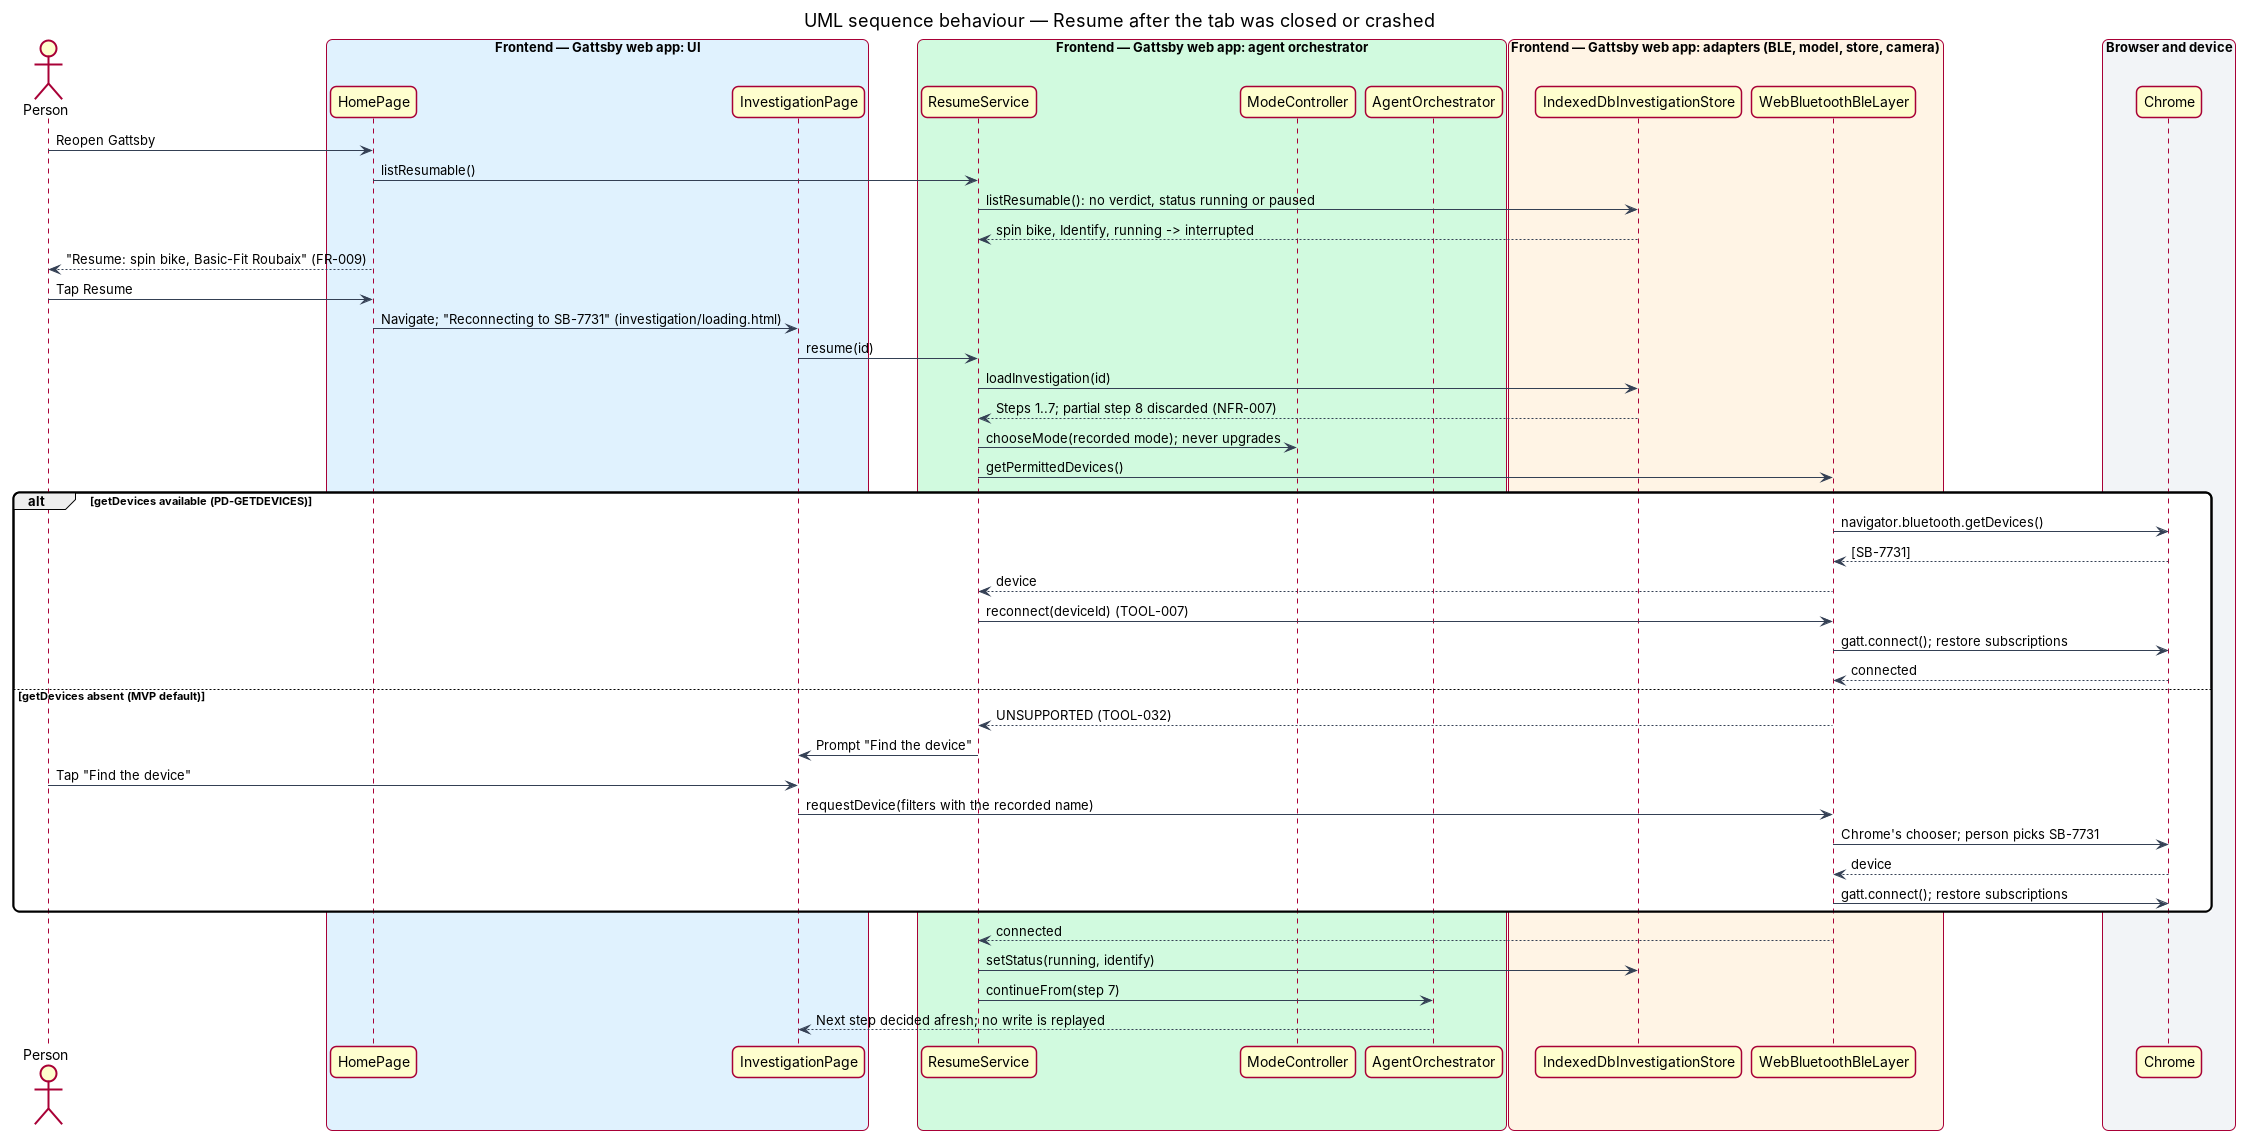 UML sequence behaviour — Resume after the tab was closed or crashed
Frontend — Gattsby web app: UI
Frontend — Gattsby web app: agent orchestrator
Frontend — Gattsby web app: adapters (BLE, model, store, camera)
Browser and device
Person
HomePage
InvestigationPage
ResumeService
ModeController
AgentOrchestrator
IndexedDbInvestigationStore
WebBluetoothBleLayer
Chrome
Reopen Gattsby
listResumable()
listResumable(): no verdict, status running or paused
spin bike, Identify, running -> interrupted
"Resume: spin bike, Basic-Fit Roubaix" (FR-009)
Tap Resume
Navigate; "Reconnecting to SB-7731" (investigation/loading.html)
resume(id)
loadInvestigation(id)
Steps 1..7; partial step 8 discarded (NFR-007)
chooseMode(recorded mode); never upgrades
getPermittedDevices()
alt
[getDevices available (PD-GETDEVICES)]
navigator.bluetooth.getDevices()
[SB-7731]
device
reconnect(deviceId) (TOOL-007)
gatt.connect(); restore subscriptions
connected
[getDevices absent (MVP default)]
UNSUPPORTED (TOOL-032)
Prompt "Find the device"
Tap "Find the device"
requestDevice(filters with the recorded name)
Chrome's chooser; person picks SB-7731
device
gatt.connect(); restore subscriptions
connected
setStatus(running, identify)
continueFrom(step 7)
Next step decided afresh; no write is replayed
Person
HomePage
InvestigationPage
ResumeService
ModeController
AgentOrchestrator
IndexedDbInvestigationStore
WebBluetoothBleLayer
Chrome